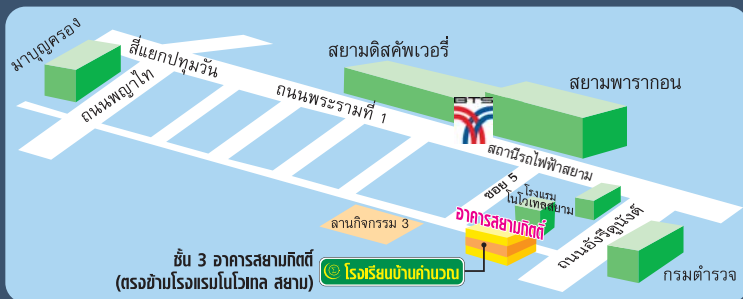 มาบุญครอง
สี่แยกปทุมวัน
ถนนพญาไท
ถนนพระรามที่ 1
สยามดิสคัพเวอรี่
BTS
สยามพารากอน
สถานีรถไฟฟ้าสยาม
ซอย 5
โรงแรม
โนโวเทลสยาม
อาคารสยามกิตติ์
ถนนอังรีดูนังต์
กรมตำรวจ
ลานกิจกรรม 3
ชั้น 3 อาคารสยามกิตติ์
(ตรงข้ามโรงแรมโนโวเทล สยาม)
โรงเรียนบ้านคำนวณ